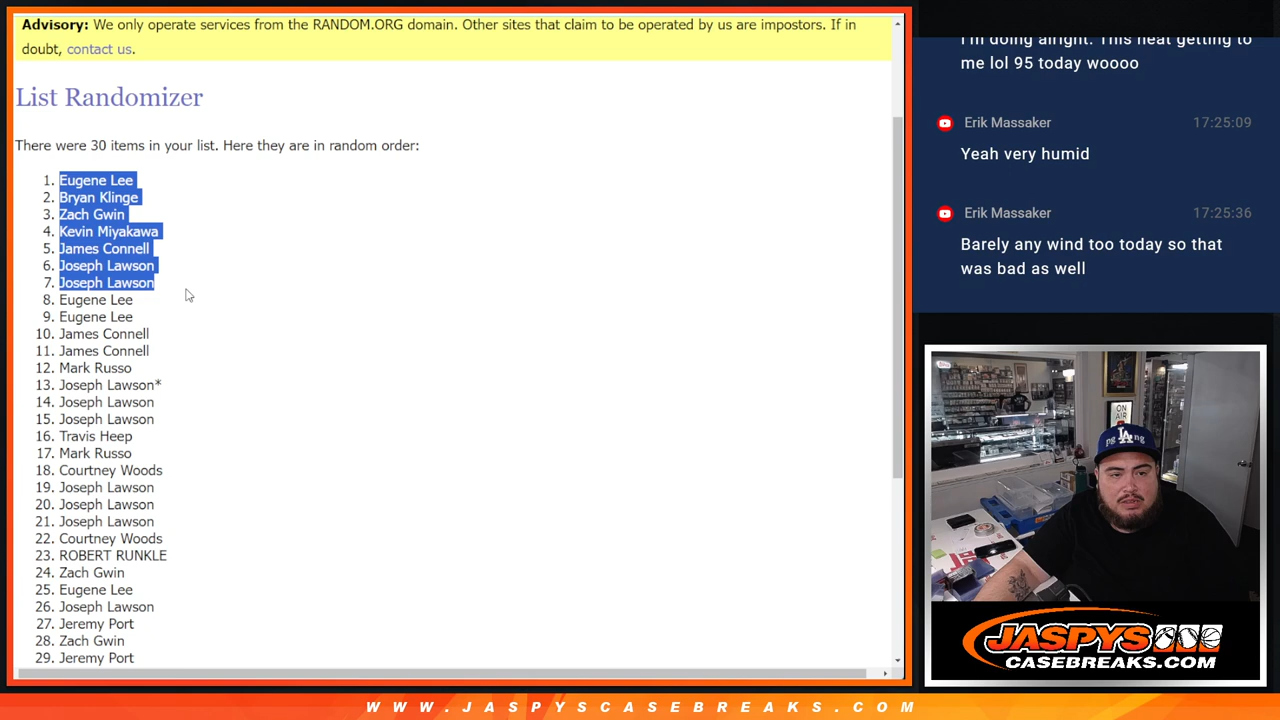 Advisory: We only operate services from the RANDOM.ORG domain. Other sites that claim to be operated by us are impostors. If in
doubt, contact us.
List Randomizer
There were 30 items in your list. Here they are in random order:
1. Eugene Lee
2. Bryan Klinge
3. Zach Gwin
4. Kevin Miyakawa
5. James Connell
6. Joseph Lawson
7. Joseph Lawson
8. Eugene Lee
9. Eugene Lee
10. James Connell
11. James Connell
12. Mark Russo
13. Joseph Lawson*
14. Joseph Lawson
15. Joseph Lawson
16. Travis Heep
17. Mark Russo
18. Courtney Woods
19. Joseph Lawson
20. Joseph Lawson
21. Joseph Lawson
22. Courtney Woods
23. ROBERT RUNKLE
24. Zach Gwin
25. Eugene Lee
26. Joseph Lawson
27. Jeremy Port
28. Zach Gwin
29. Jeremy Port
I'm doing alright. This heat getting to
me lol 95 today woooo
Erik Massaker 17:25:09
Yeah very humid
Erik Massaker 17:25:36
Barely any wind too today so that
was bad as well
ON
AIR
LA
JASPYS
CASEBREAKS.COM
WWW.JASPYSCASEBREAKS.COM